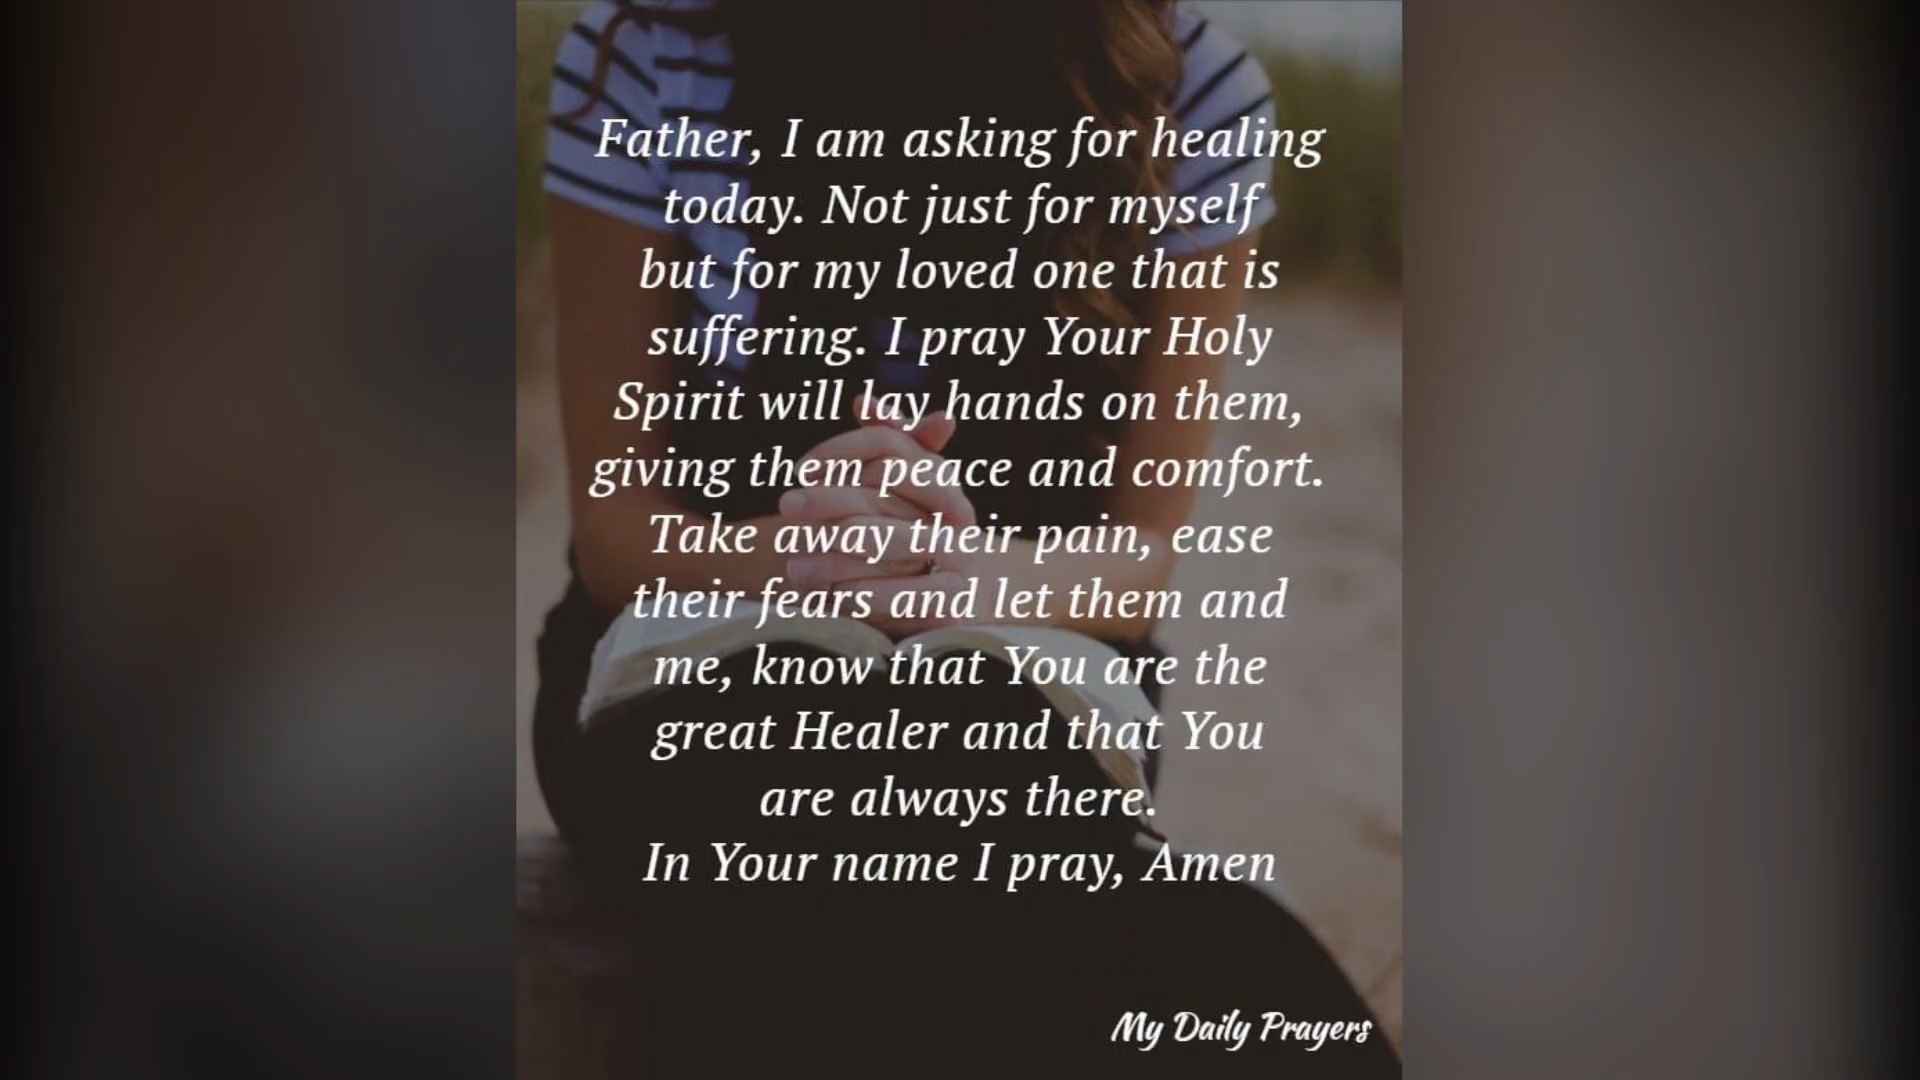 Father, I am asking for healing
today. Not just for myself
but for my loved one that is
suffering. I pray Your Holy
Spirit will lay hands on them,
giving them peace and comfort.
Take away their pain, ease
their fears and let them and
me, know that You are the
great Healer and that You
are always there.
In Your name I pray, Amen
My Daily Prayers